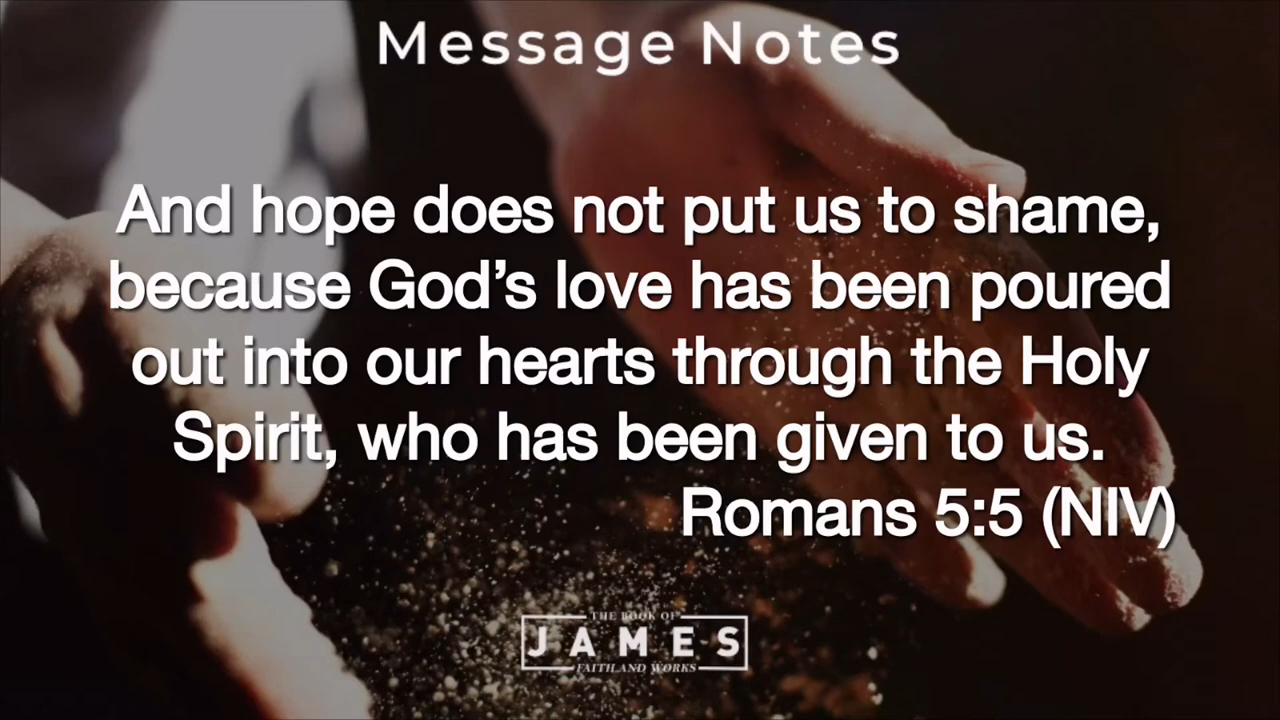 Message Notes
And hope does not put us to shame,
because God’s love has been poured
out into our hearts through the Holy
Spirit, who has been given to us.
Romans 5:5 (NIV)
THE BOOK OF
JAMES
FAITH AND WORKS